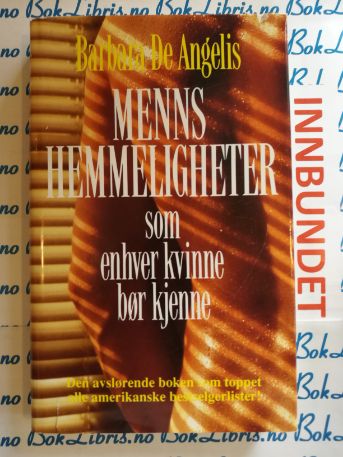 Barbara De Angelis
MENNS
HEMMELIGHETER
som
enhver kvinne
bør kjenne
Den avslørende boken som toppet
alle amerikanske bestselgerlister!
INNBUNDET
BokLibris.no